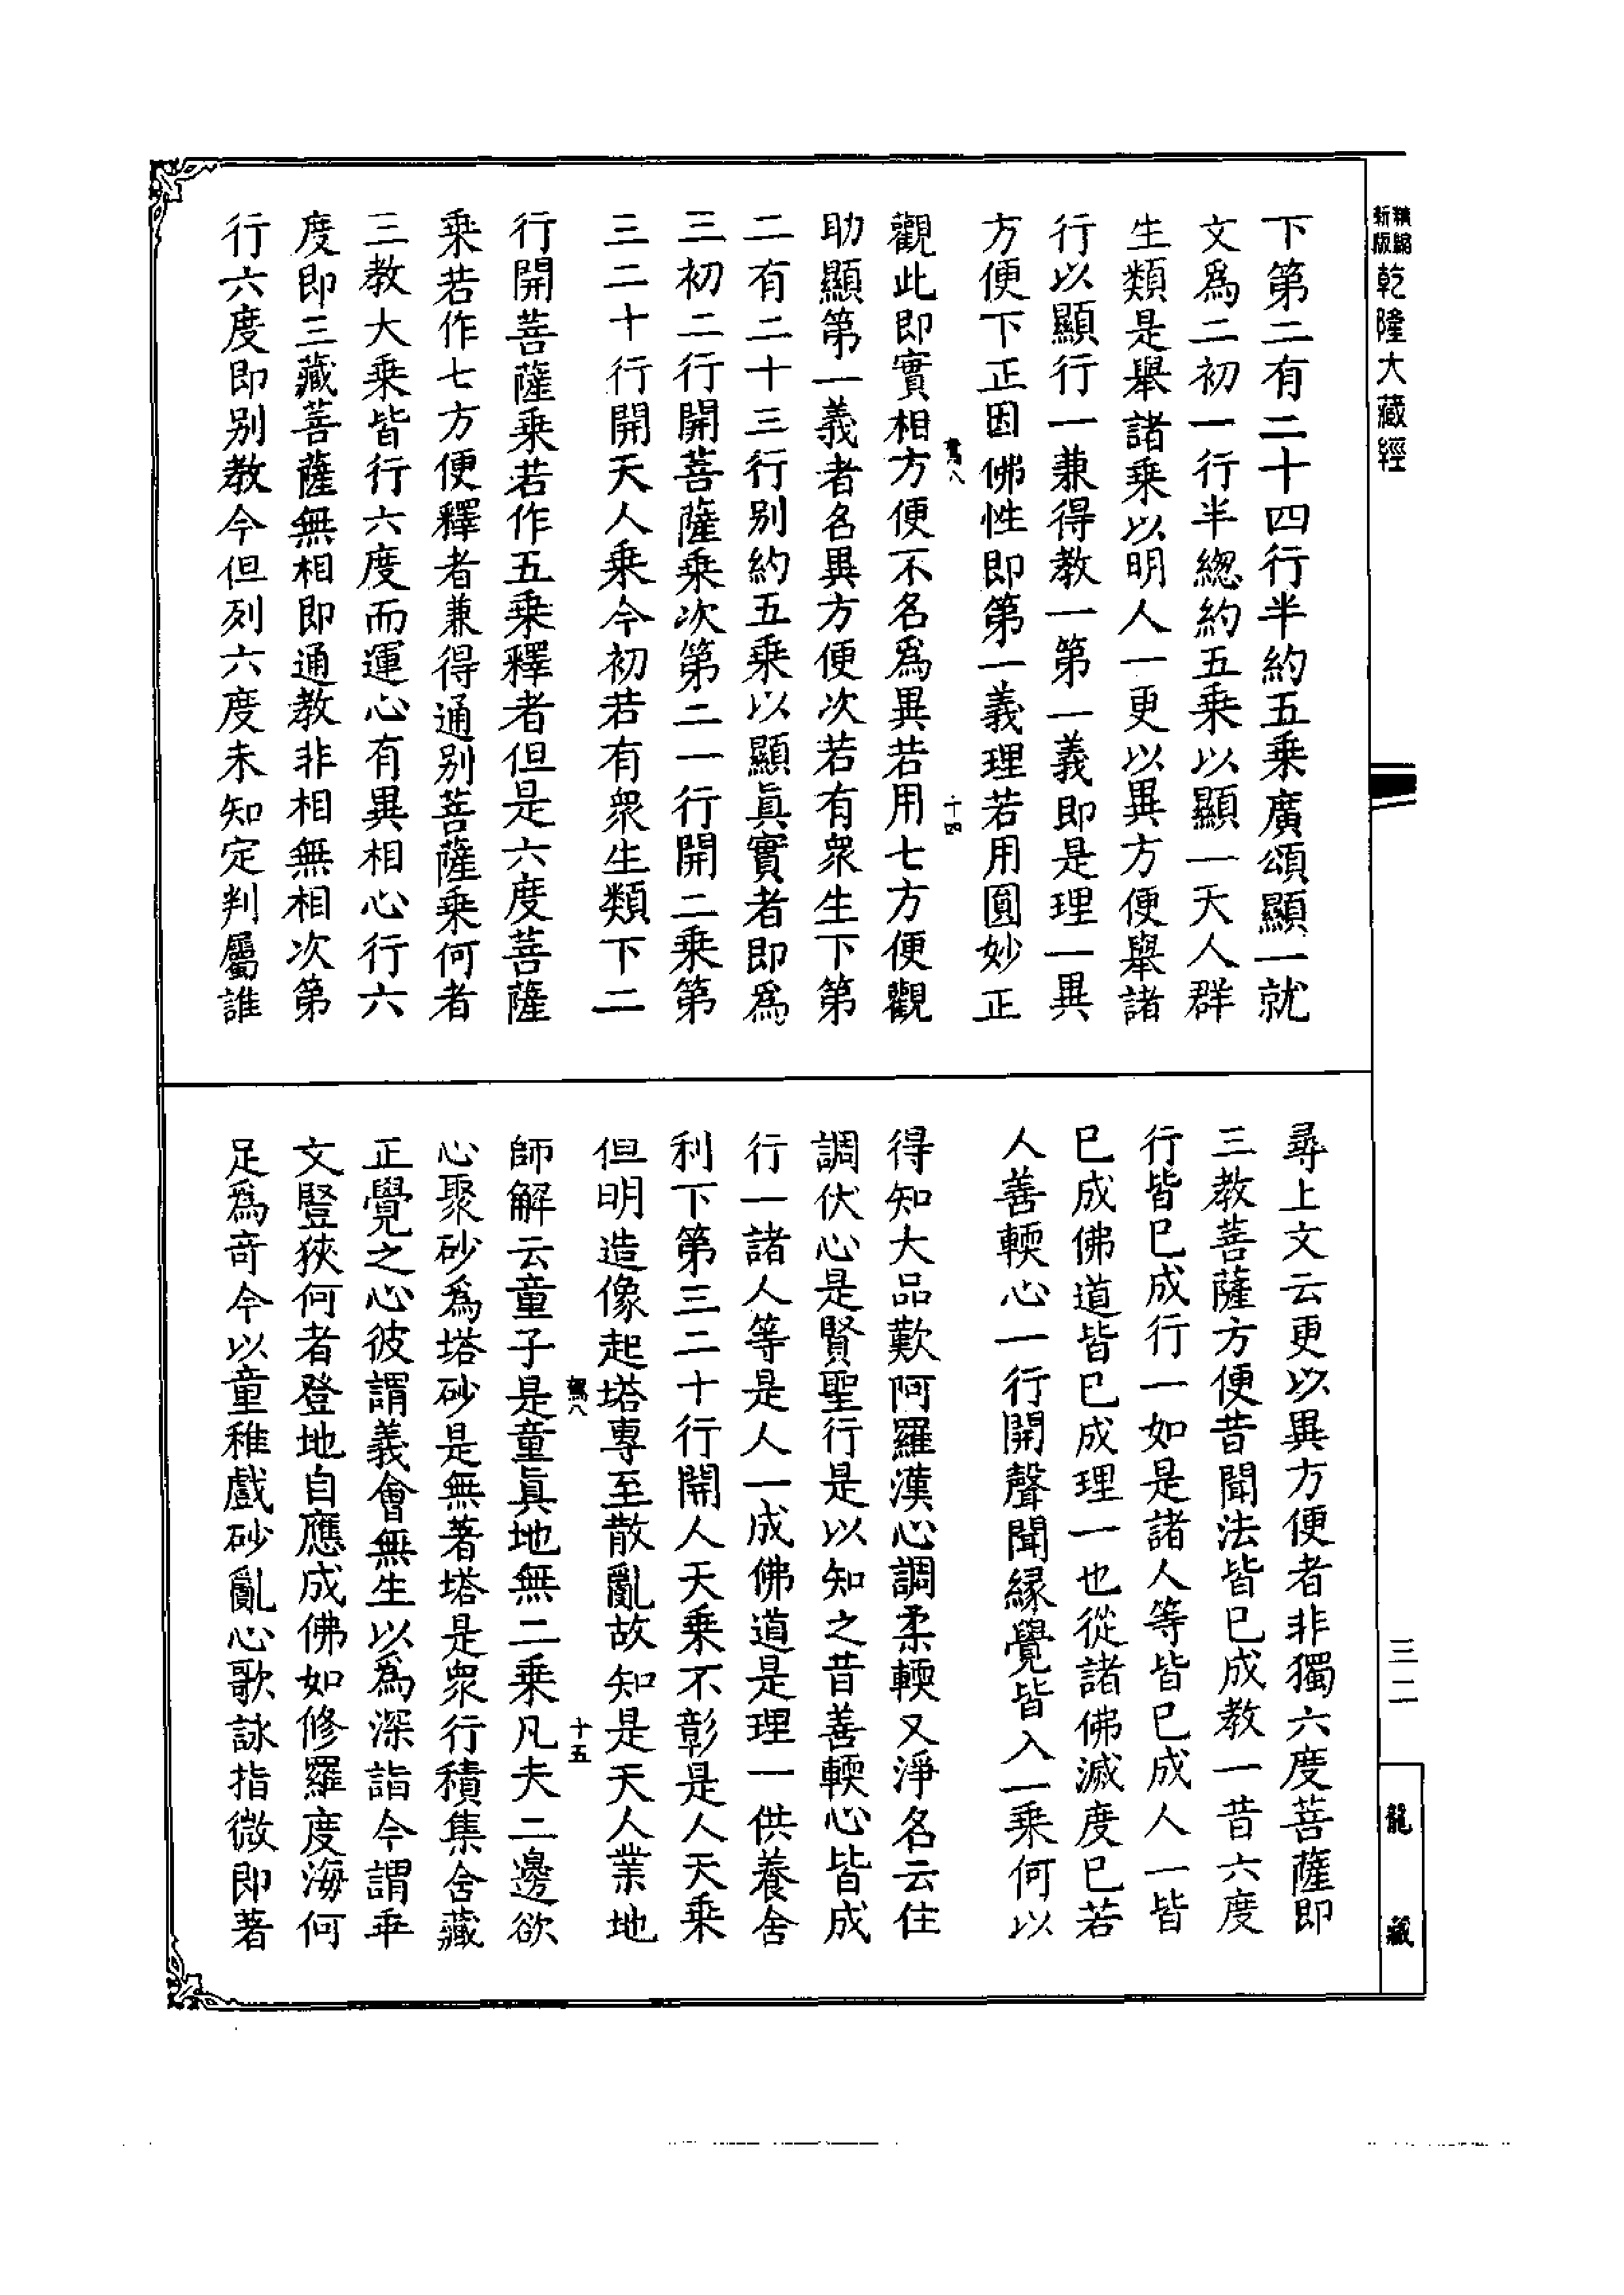 精縮
新版
乾隆大藏經
下第二有二十四行半約五乘廣頌顯一就
文爲二初一行半總約五乘以顯一天人群
生類是舉諸乘以明人一更以異方便舉諸
行以顯行一兼得教一第一義即是理一異
方便下正因佛性即第一義理若用圓妙正
觀此即實相方便不名爲異若用七方便觀
助顯第一義者名異方便次若有衆生下第
二有二十三行別約五乘以顯眞實者即爲
三初二行開菩薩乘次第二一行開二乘第
三二十行開天人乘今初若有衆生類下二
行開菩薩乘若作五乘釋者但是六度菩薩
乘若作七方便釋者兼得通別菩薩乘何者
三教大乘皆行六度而運心有異相心行六
度即三藏菩薩無相即通教非相無相次第
行六度即別教今但列六度未知定判屬誰
八
十四
尋上文云更以異方便者非獨六度菩薩即
三教菩薩方便昔聞法皆已成教一昔六度
行皆已成行一如是諸人等皆已成人一皆
已成佛道皆已成理一也從諸佛滅度已若
人善輭心一行開聲聞緣覺皆入一乘何以
得知大品歎阿羅漢心調柔輭又淨名云住
調伏心是賢聖行是以知之昔善輭心皆成
行一諸人等是人一成佛道是理一供養舍
利下第三二十行開人天乘不彰是人天乘
但明造像起塔專至散亂故知是天人業地
師解云童子是童眞地無二乘凡夫二邊欲
心聚砂爲塔砂是無著塔是衆行積集含藏
正覺之心彼謂義會無生以為深詣今謂乖
文豎狹何者登地自應成佛如修羅度海何
足爲奇今以童稚戲砂亂心歌詠指微即著
八
十五
三二
龍藏